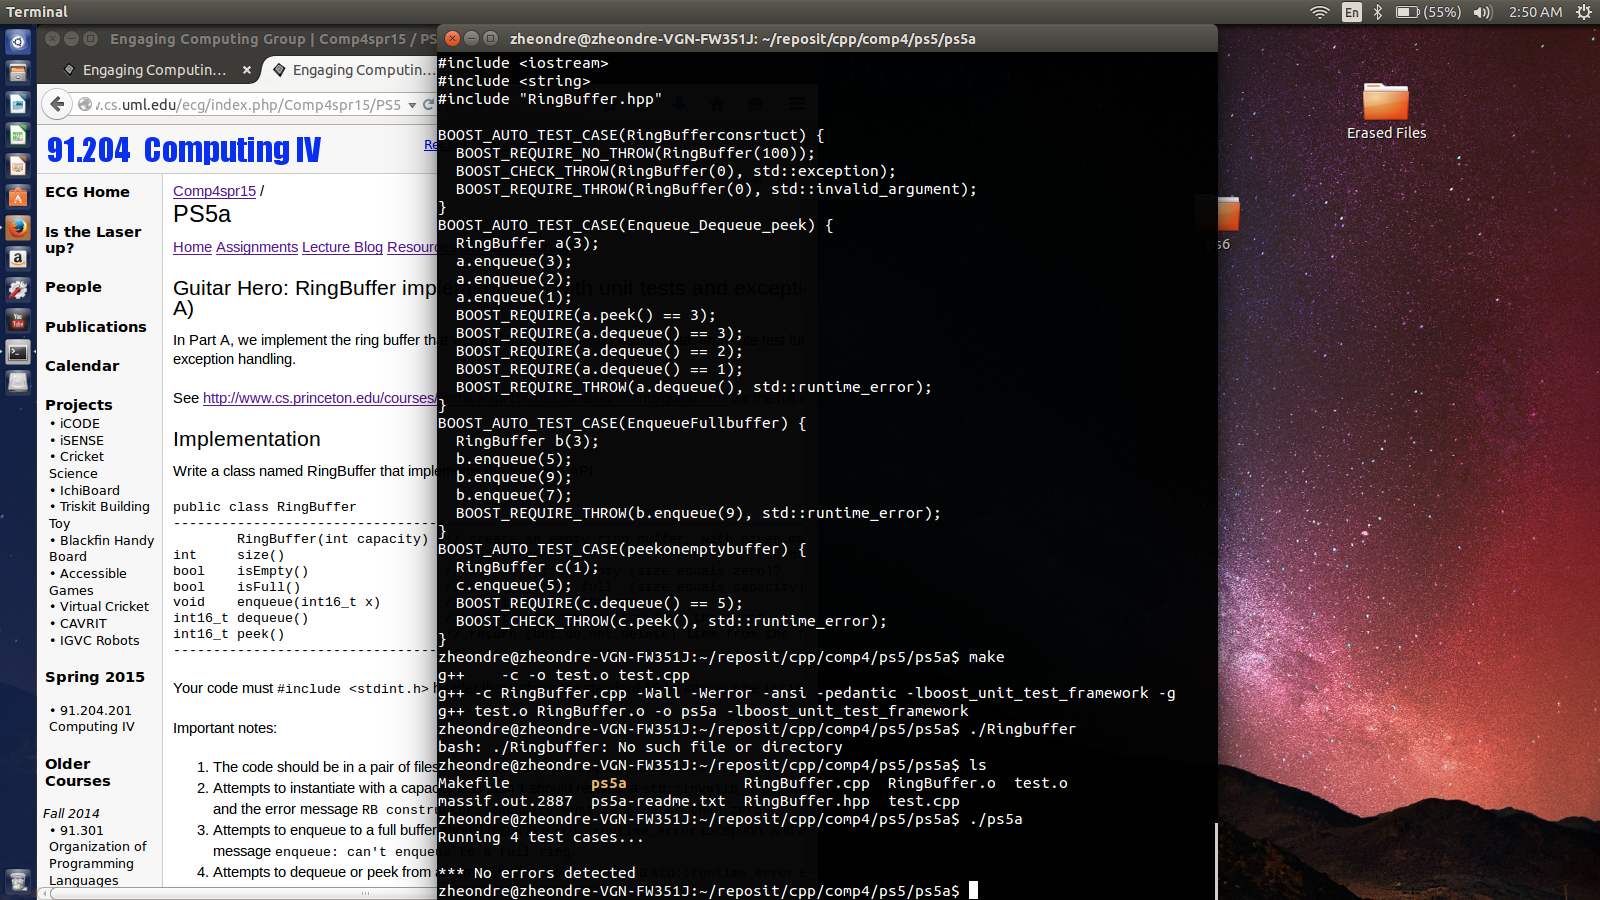 Terminal
En
(55%)
2:50 AM
Engaging Computing Group | Comp4spr15 / PS
Engaging Computin...
Engaging Computin...
.cs.uml.edu/ecg/index.php/Comp4spr15/PS5
91.204 Computing IV
Re
ECG Home
Is the Laser
up?
People
Publications
Calendar
Projects
• iCODE
• iSENSE
• Cricket
Science
• IchiBoard
• Triskit Building
Toy
• Blackfin Handy
Board
• Accessible
Games
• Virtual Cricket
• CAVRIT
• IGVC Robots
Spring 2015
• 91.204.201
Computing IV
Older
Courses
Fall 2014
• 91.301
Organization of
Programming
Languages
Comp4spr15 /
PS5a
Home Assignments Lecture Blog Resour
Guitar Hero: RingBuffer imp
A)
In Part A, we implement the ring buffer
exception handling.
See http://www.cs.princeton.edu/courses/
Implementation
Write a class named RingBuffer that implem
public class RingBuffer
------------------------------------
RingBuffer(int capacity)
int size()
bool isEmpty()
bool isFull()
void enqueue(int16_t x)
int16_t dequeue()
int16_t peek()
------------------------------------
Your code must #include <stdint.h>
Important notes:
1. The code should be in a pair of files
2. Attempts to instantiate with a capac
and the error message RB constr
3. Attempts to enqueue to a full buffer
message enqueue: can't enqueue
4. Attempts to dequeue or peek from
zheondre@zheondre-VGN-FW351J: ~/reposit/cpp/comp4/ps5/ps5a
#include <iostream>
#include <string>
#include "RingBuffer.hpp"
BOOST_AUTO_TEST_CASE(RingBufferconsrtuct) {
BOOST_REQUIRE_NO_THROW(RingBuffer(100));
BOOST_CHECK_THROW(RingBuffer(0), std::exception);
BOOST_REQUIRE_THROW(RingBuffer(0), std::invalid_argument);
}
BOOST_AUTO_TEST_CASE(Enqueue_Dequeue_peek) {
RingBuffer a(3);
a.enqueue(3);
a.enqueue(2);
a.enqueue(1);
BOOST_REQUIRE(a.peek() == 3);
BOOST_REQUIRE(a.dequeue() == 3);
BOOST_REQUIRE(a.dequeue() == 2);
BOOST_REQUIRE(a.dequeue() == 1);
BOOST_REQUIRE_THROW(a.dequeue(), std::runtime_error);
}
BOOST_AUTO_TEST_CASE(EnqueueFullbuffer) {
RingBuffer b(3);
b.enqueue(5);
b.enqueue(9);
b.enqueue(7);
BOOST_REQUIRE_THROW(b.enqueue(9), std::runtime_error);
}
BOOST_AUTO_TEST_CASE(peekonemptybuffer) {
RingBuffer c(1);
c.enqueue(5);
BOOST_REQUIRE(c.dequeue() == 5);
BOOST_CHECK_THROW(c.peek(), std::runtime_error);
}
zheondre@zheondre-VGN-FW351J:~/reposit/cpp/comp4/ps5/ps5a$ make
g++ -c -o test.o test.cpp
g++ -c RingBuffer.cpp -Wall -Werror -ansi -pedantic -lboost_unit_test_framework -g
g++ test.o RingBuffer.o -o ps5a -lboost_unit_test_framework
zheondre@zheondre-VGN-FW351J:~/reposit/cpp/comp4/ps5/ps5a$ ./Ringbuffer
bash: ./Ringbuffer: No such file or directory
zheondre@zheondre-VGN-FW351J:~/reposit/cpp/comp4/ps5/ps5a$ ls
Makefile ps5a RingBuffer.cpp RingBuffer.o test.o
massif.out.2887 ps5a-readme.txt RingBuffer.hpp test.cpp
zheondre@zheondre-VGN-FW351J:~/reposit/cpp/comp4/ps5/ps5a$ ./ps5a
Running 4 test cases...
*** No errors detected
zheondre@zheondre-VGN-FW351J:~/reposit/cpp/comp4/ps5/ps5a$
Erased Files
ps6